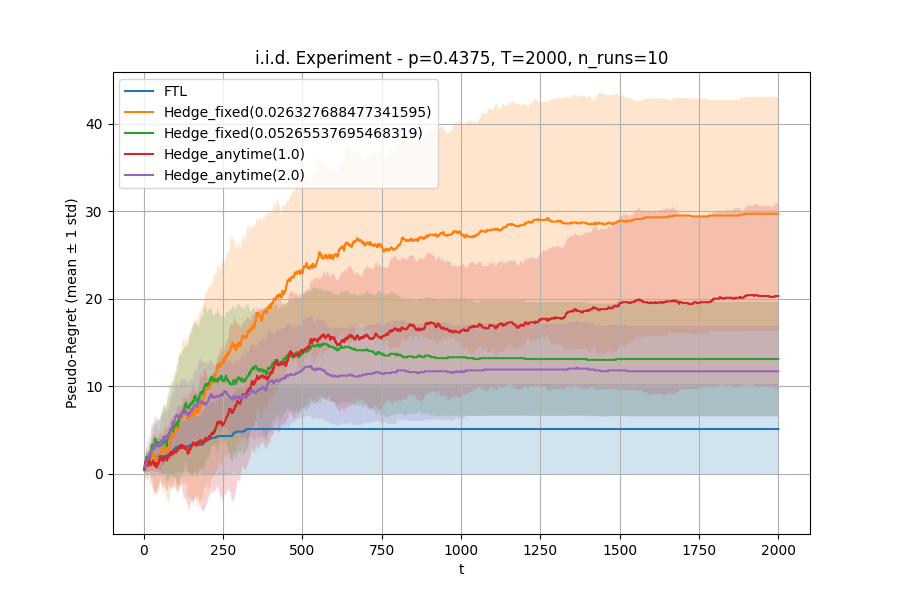 i.i.d. Experiment - p=0.4375, T=2000, n_runs=10
FTL
Hedge_fixed(0.026327688477341595)
Hedge_fixed(0.05265537695468319)
Hedge_anytime(1.0)
Hedge_anytime(2.0)
Pseudo-Regret (mean ± 1 std)
40
30
20
10
0
0 250 500 750 1000 1250 1500 1750 2000
t